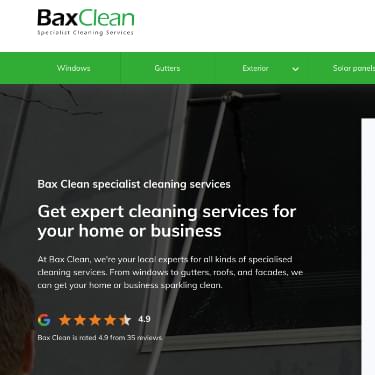 BaxClean
Specialist Cleaning Services
Windows
Gutters
Exterior
Solar panels
Bax Clean specialist cleaning services
Get expert cleaning services for
your home or business
At Bax Clean, we're your local experts for all kinds of specialised
cleaning services. From windows to gutters, roofs, and facades, we
can get your home or business sparkling clean.
4.9
Bax Clean is rated 4.9 from 35 reviews